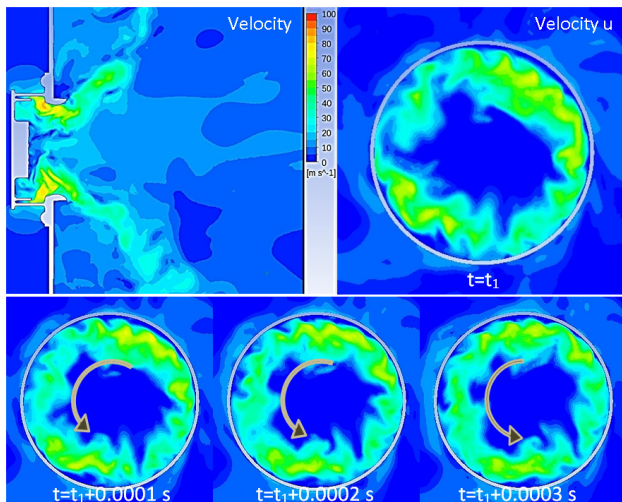 Velocity
100
90
80
70
60
50
40
30
20
10
0
[m s^-1]
Velocity u
t=t₁
t=t₁+0.0001 s
t=t₁+0.0002 s
t=t₁+0.0003 s